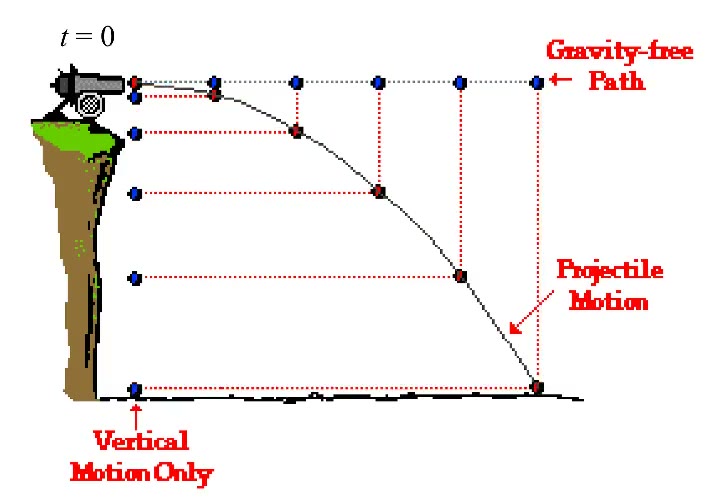 t = 0
Gravity-free
Path
Projectile
Motion
Vertical
Motion Only